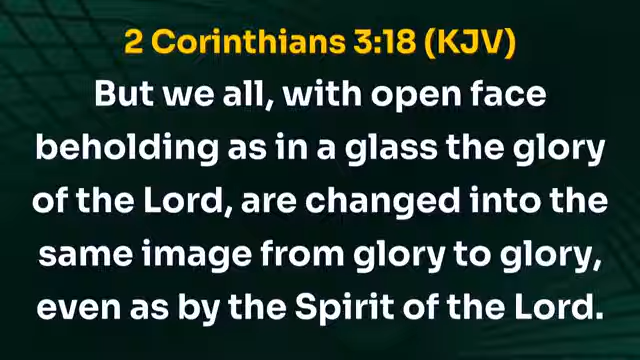 2 Corinthians 3:18 (KJV)
But we all, with open face
beholding as in a glass the glory
of the Lord, are changed into the
same image from glory to glory,
even as by the Spirit of the Lord.